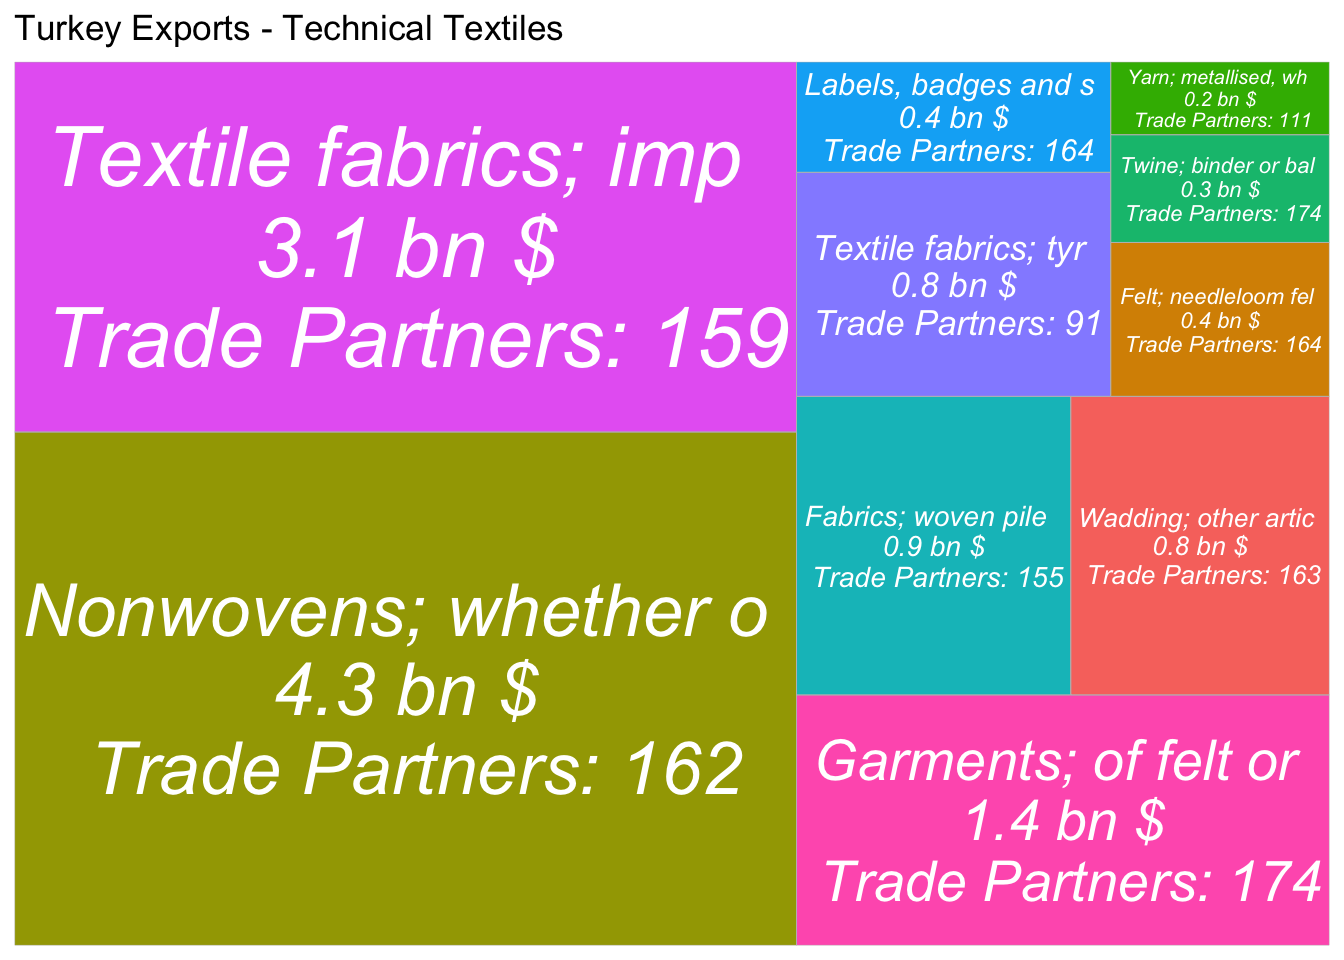 Turkey Exports - Technical Textiles
Textile fabrics; imp
3.1 bn $
Trade Partners: 159
Nonwovens; whether o
4.3 bn $
Trade Partners: 162
Labels, badges and s
0.4 bn $
Trade Partners: 164
Textile fabrics; tyr
0.8 bn $
Trade Partners: 91
Yarn; metallised, wh
0.2 bn $
Trade Partners: 111
Twine; binder or bal
0.3 bn $
Trade Partners: 174
Felt; needleloom fel
0.4 bn $
Trade Partners: 164
Fabrics; woven pile
0.9 bn $
Trade Partners: 155
Wadding; other artic
0.8 bn $
Trade Partners: 163
Garments; of felt or
1.4 bn $
Trade Partners: 174